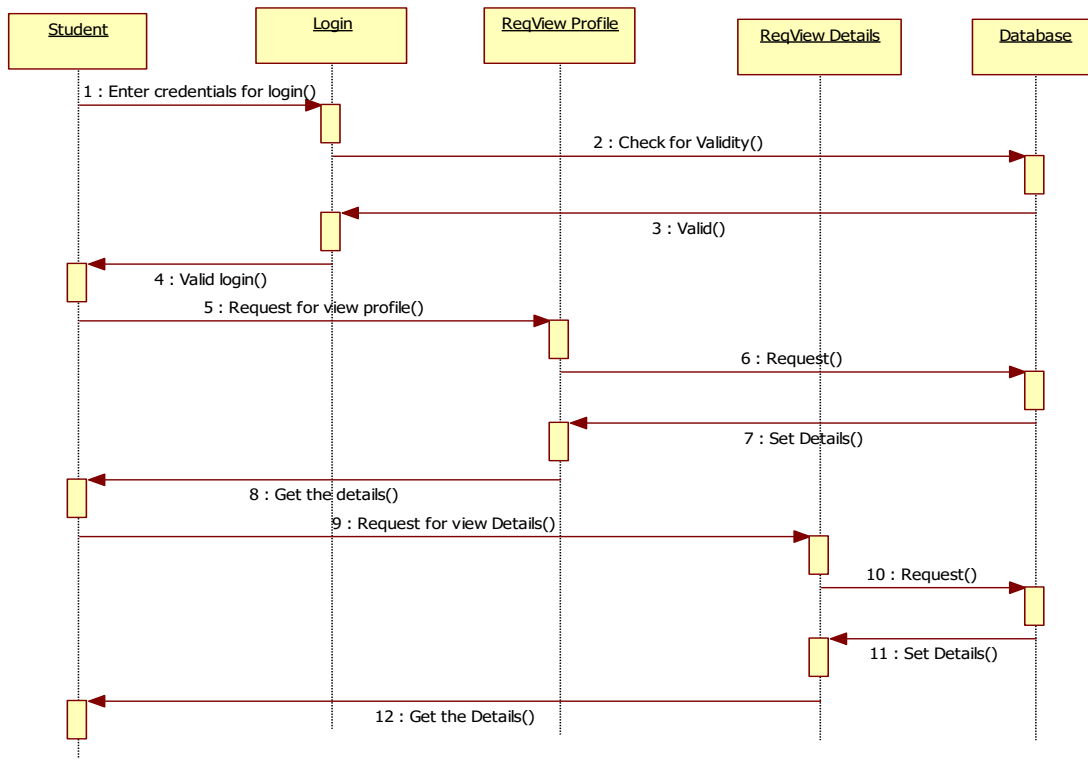 Student
Login
ReqView Profile
ReqView Details
Database
1 : Enter credentials for login()
2 : Check for Validity()
3 : Valid()
4 : Valid login()
5 : Request for view profile()
6 : Request()
7 : Set Details()
8 : Get the details()
9 : Request for view Details()
10 : Request()
11 : Set Details()
12 : Get the Details()